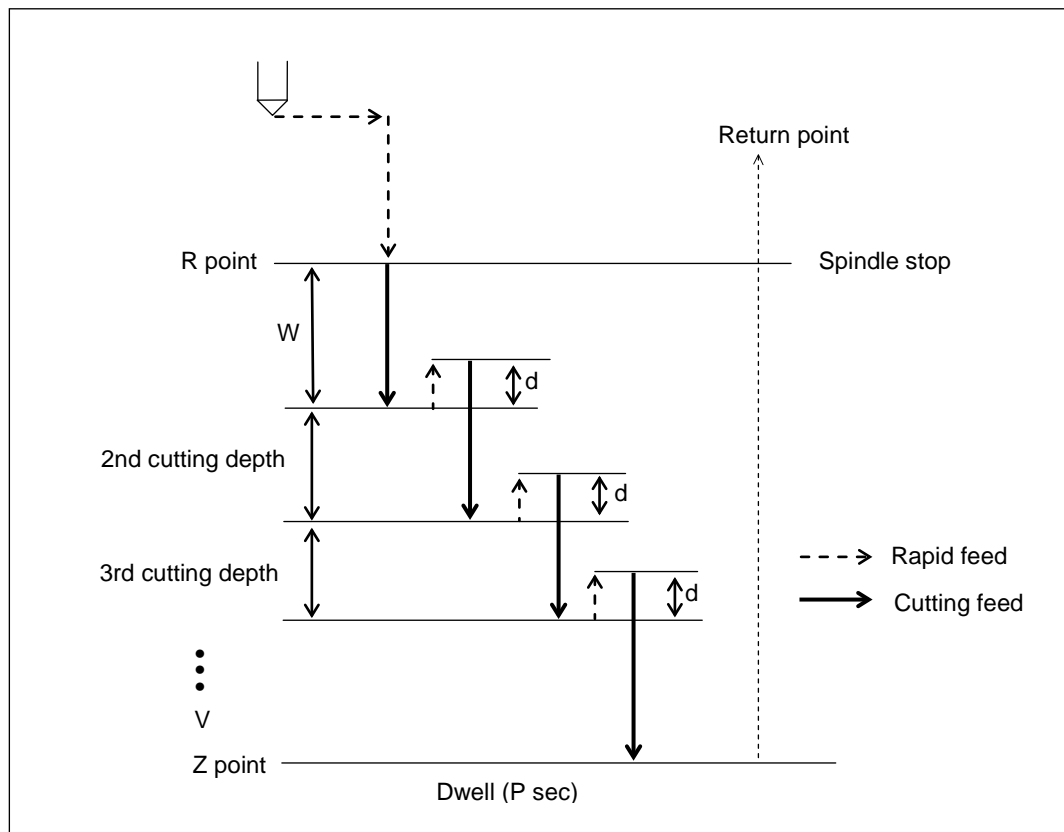 Return point
R point
Spindle stop
W
d
2nd cutting depth
d
3rd cutting depth
d
Rapid feed
Cutting feed
V
Z point
Dwell (P sec)